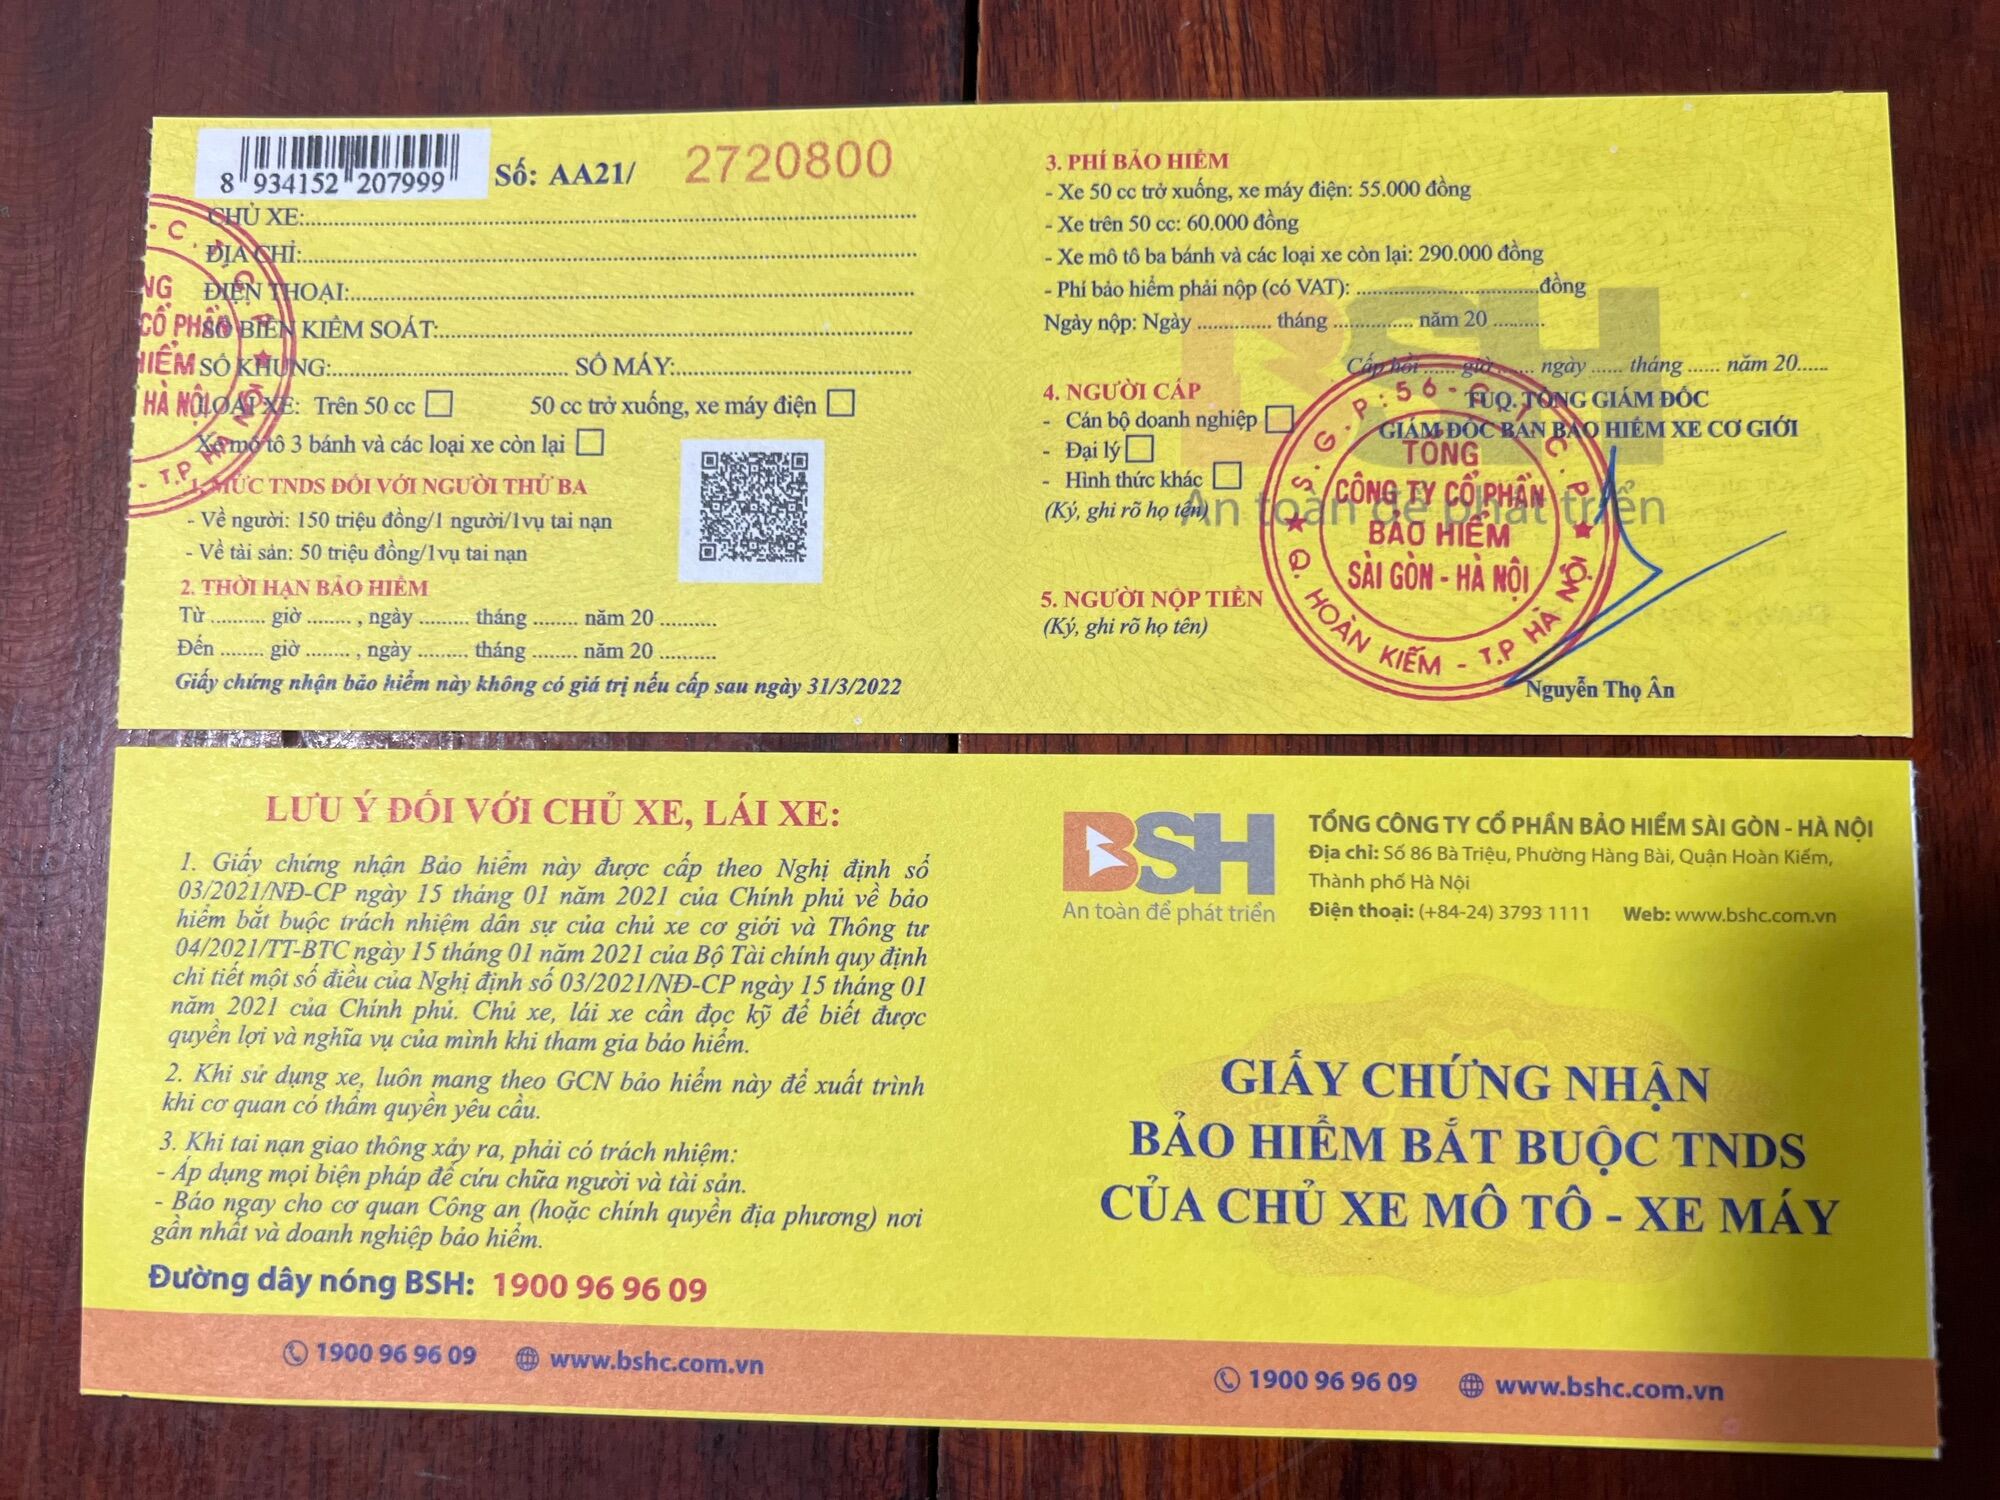 8 934152 207999
Số: AA21/ 2720800
CHỦ XE:
ĐỊA CHỈ:
ĐIỆN THOẠI:
SỐ BIỂN KIỂM SOÁT:
SỐ KHUNG: SỐ MÁY:
LOẠI XE: Trên 50 cc 50 cc trở xuống, xe máy điện
Xe mô tô 3 bánh và các loại xe còn lại
1. MỨC TNDS ĐỐI VỚI NGƯỜI THỨ BA
- Về người: 150 triệu đồng/1 người/1vụ tai nạn
- Về tài sản: 50 triệu đồng/1vụ tai nạn
2. THỜI HẠN BẢO HIỂM
Từ .......... giờ ........ , ngày ......... tháng ........ năm 20 ..........
Đến ........ giờ ........ , ngày ......... tháng ........ năm 20 ..........
Giấy chứng nhận bảo hiểm này không có giá trị nếu cấp sau ngày 31/3/2022
NG
CỔ PHẦN
HIỂM
HÀ NỘI
T.P HÀ NỘI
3. PHÍ BẢO HIỂM
- Xe 50 cc trở xuống, xe máy điện: 55.000 đồng
- Xe trên 50 cc: 60.000 đồng
- Xe mô tô ba bánh và các loại xe còn lại: 290.000 đồng
- Phí bảo hiểm phải nộp (có VAT): ..............................đồng
Ngày nộp: Ngày ............. tháng .............. năm 20 .........
Cấp hồi ...... giờ ....... ngày ...... tháng ...... năm 20......
4. NGƯỜI CẤP
- Cán bộ doanh nghiệp
- Đại lý
- Hình thức khác
(Ký, ghi rõ họ tên)
TUQ. TỔNG GIÁM ĐỐC
GIÁM ĐỐC BAN BẢO HIỂM XE CƠ GIỚI
BSH
An toàn để phát triển
S.G.P: 56 - G.T.C.C.P
TỔNG
CÔNG TY CỔ PHẦN
BẢO HIỂM
SÀI GÒN - HÀ NỘI
Q. HOÀN KIẾM - T.P HÀ NỘI
5. NGƯỜI NỘP TIỀN
(Ký, ghi rõ họ tên)
Nguyễn Thọ Ân
LƯU Ý ĐỐI VỚI CHỦ XE, LÁI XE:
1. Giấy chứng nhận Bảo hiểm này được cấp theo Nghị định số
03/2021/NĐ-CP ngày 15 tháng 01 năm 2021 của Chính phủ về bảo
hiểm bắt buộc trách nhiệm dân sự của chủ xe cơ giới và Thông tư
04/2021/TT-BTC ngày 15 tháng 01 năm 2021 của Bộ Tài chính quy định
chi tiết một số điều của Nghị định số 03/2021/NĐ-CP ngày 15 tháng 01
năm 2021 của Chính phủ. Chủ xe, lái xe cần đọc kỹ để biết được
quyền lợi và nghĩa vụ của mình khi tham gia bảo hiểm.
2. Khi sử dụng xe, luôn mang theo GCN bảo hiểm này để xuất trình
khi cơ quan có thẩm quyền yêu cầu.
3. Khi tai nạn giao thông xảy ra, phải có trách nhiệm:
- Áp dụng mọi biện pháp để cứu chữa người và tài sản.
- Báo ngay cho cơ quan Công an (hoặc chính quyền địa phương) nơi
gần nhất và doanh nghiệp bảo hiểm.
Đường dây nóng BSH: 1900 96 96 09
1900 96 96 09 www.bshc.com.vn
BSH
An toàn để phát triển
TỔNG CÔNG TY CỔ PHẦN BẢO HIỂM SÀI GÒN - HÀ NỘI
Địa chỉ: Số 86 Bà Triệu, Phường Hàng Bài, Quận Hoàn Kiếm,
Thành phố Hà Nội
Điện thoại: (+84-24) 3793 1111 Web: www.bshc.com.vn
GIẤY CHỨNG NHẬN
BẢO HIỂM BẮT BUỘC TNDS
CỦA CHỦ XE MÔ TÔ - XE MÁY
1900 96 96 09 www.bshc.com.vn